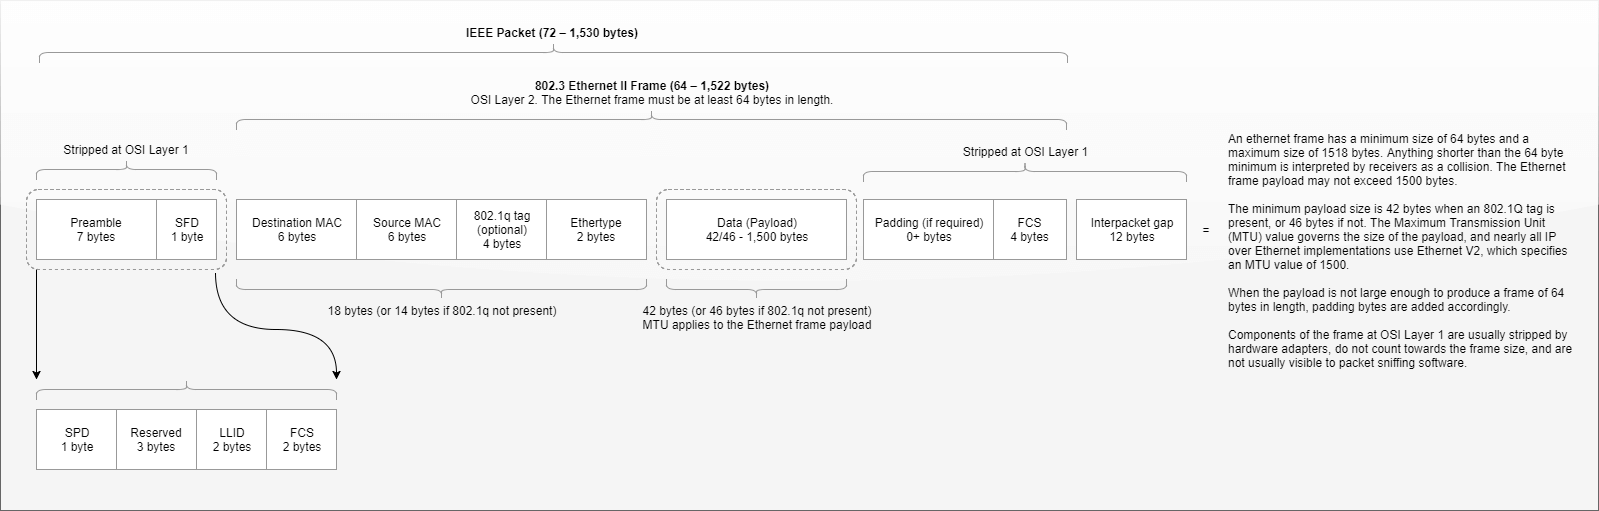 IEEE Packet (72 – 1,530 bytes)
802.3 Ethernet II Frame (64 – 1,522 bytes)
OSI Layer 2. The Ethernet frame must be at least 64 bytes in length.
Stripped at OSI Layer 1
Stripped at OSI Layer 1
Preamble
7 bytes
SFD
1 byte
Destination MAC
6 bytes
Source MAC
6 bytes
802.1q tag
(optional)
4 bytes
Ethertype
2 bytes
Data (Payload)
42/46 - 1,500 bytes
Padding (if required)
0+ bytes
FCS
4 bytes
Interpacket gap
12 bytes
=
18 bytes (or 14 bytes if 802.1q not present)
42 bytes (or 46 bytes if 802.1q not present)
MTU applies to the Ethernet frame payload
SPD
1 byte
Reserved
3 bytes
LLID
2 bytes
FCS
2 bytes
An ethernet frame has a minimum size of 64 bytes and a
maximum size of 1518 bytes. Anything shorter than the 64 byte
minimum is interpreted by receivers as a collision. The Ethernet
frame payload may not exceed 1500 bytes.
The minimum payload size is 42 bytes when an 802.1Q tag is
present, or 46 bytes if not. The Maximum Transmission Unit
(MTU) value governs the size of the payload, and nearly all IP
over Ethernet implementations use Ethernet V2, which specifies
an MTU value of 1500.
When the payload is not large enough to produce a frame of 64
bytes in length, padding bytes are added accordingly.
Components of the frame at OSI Layer 1 are usually stripped by
hardware adapters, do not count towards the frame size, and are
not usually visible to packet sniffing software.